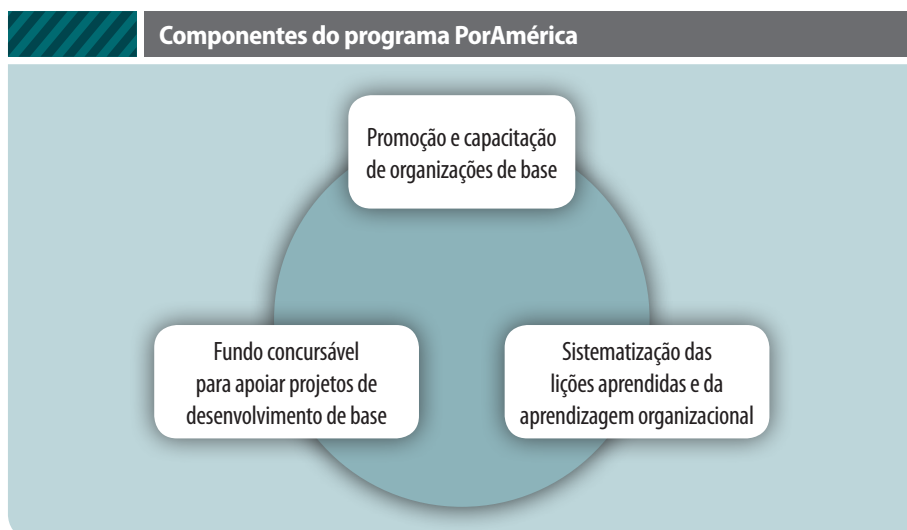 Componentes do programa PorAmérica
Promoção e capacitação
de organizações de base
Fundo concursável
para apoiar projetos de
desenvolvimento de base
Sistematização das
lições aprendidas e da
aprendizagem organizacional